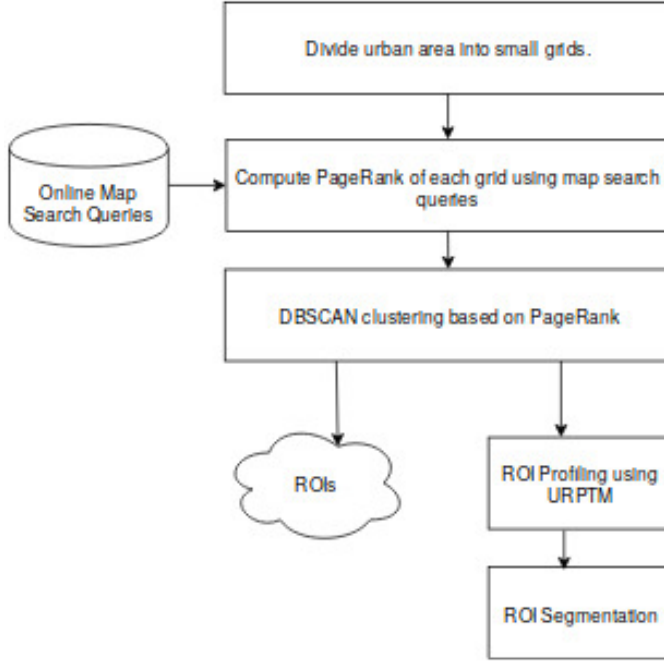 Divide urban area into small grids.
Online Map
Search Queries
Compute PageRank of each grid using map search
queries
DBSCAN clustering based on PageRank
ROIs
ROI Profiling using
URPTM
ROI Segmentation